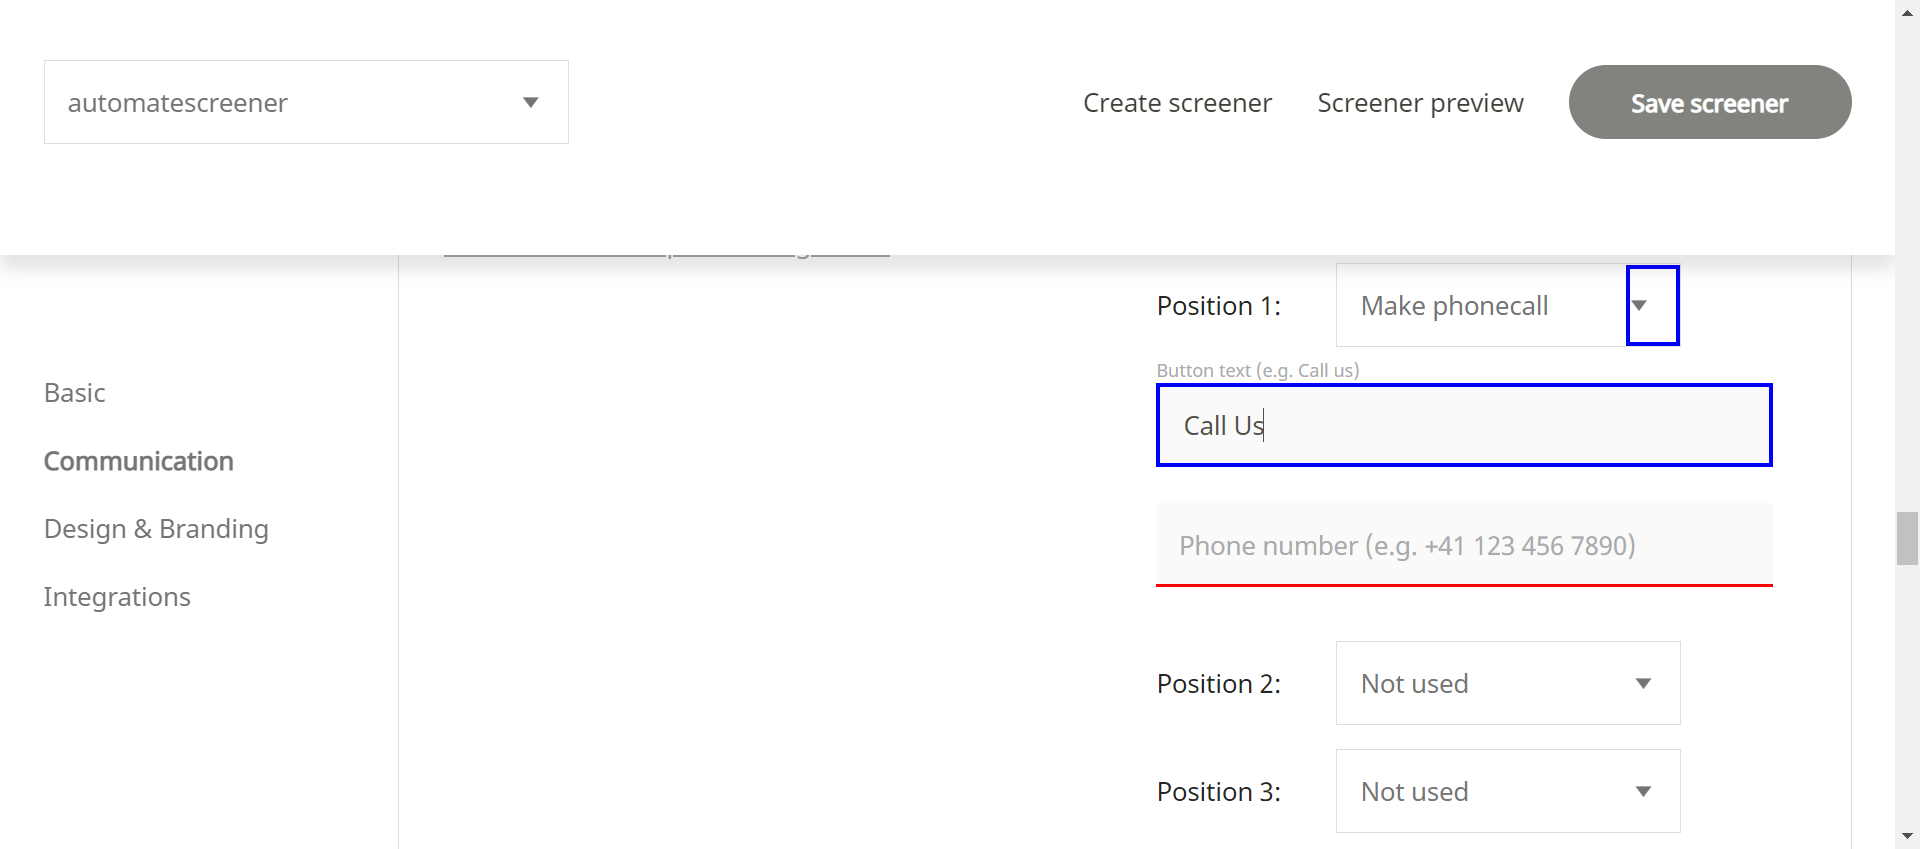 automatescreener
Create screener
Screener preview
Save screener
Basic
Communication
Design & Branding
Integrations
Position 1:
Make phonecall
Button text (e.g. Call us)
Call Us
Phone number (e.g. +41 123 456 7890)
Position 2:
Not used
Position 3:
Not used